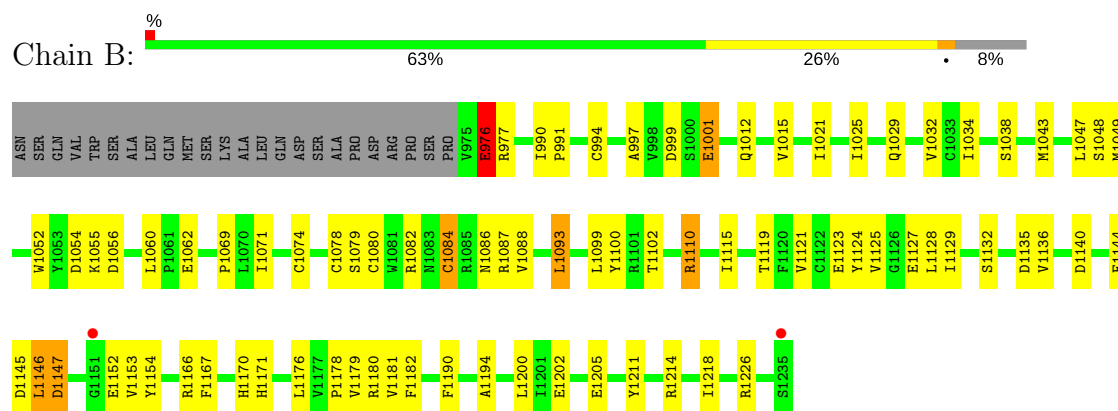 %
Chain B:
63% 26% • 8%
ASN SER GLN VAL TRP SER ALA LEU GLN MET SER LYS ALA LEU GLN ASP SER ALA PRO ASP ARG PRO SER PRO V975 E976 R977 I990 P991 C994 A997 V998 D999 S1000 E1001 Q1012 V1015 I1021 I1025 Q1029 V1032 C1033 I1034 S1038 M1043 L1047 S1048 M1049
W1052 Y1053 D1054 K1055 D1056 L1060 P1061 E1062 P1069 L1070 I1071 C1074 C1078 S1079 C1080 W1081 R1082 N1083 C1084 R1085 N1086 R1087 V1088 L1093 L1099 Y1100 R1101 T1102 R1110 I1115 T1119 F1120 V1121 C1122 E1123 Y1124 V1125 G1126 E1127 L1128 I1129 S1132 D1135 V1136 D1140 E1144
D1145 L1146 D1147 G1151 E1152 V1153 Y1154 R1166 F1167 H1170 H1171 L1176 V1177 P1178 V1179 R1180 V1181 F1182 F1190 A1194 L1200 I1201 E1202 E1205 Y1211 R1214 I1218 R1226 S1235